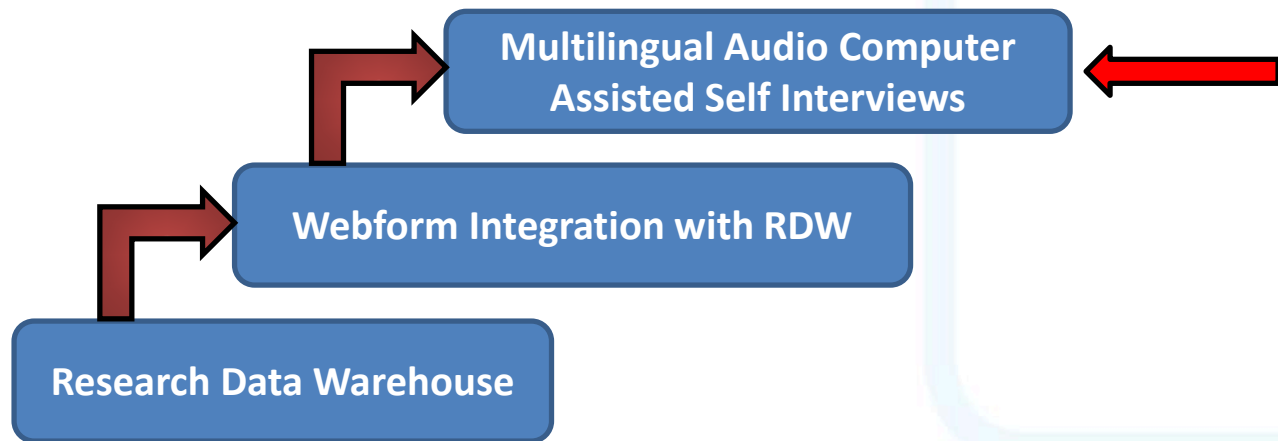 Multilingual Audio Computer
Assisted Self Interviews
Webform Integration with RDW
Research Data Warehouse